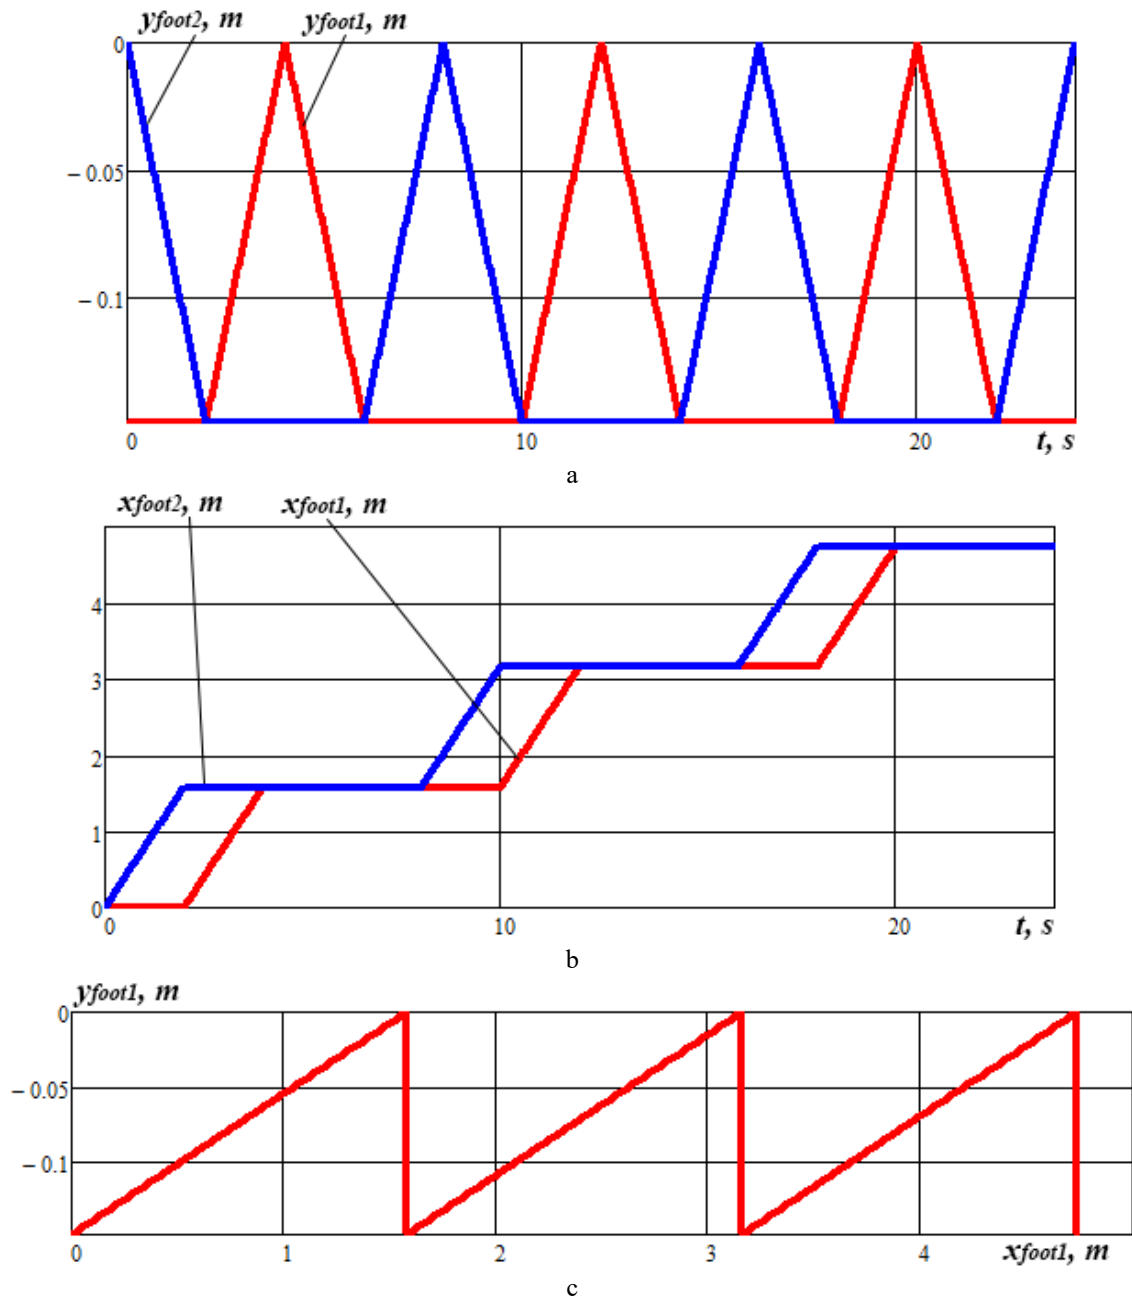 yfoot2, m yfoot1, m
0
– 0.05
– 0.1
0 10 20 t, s
a
xfoot2, m xfoot1, m
4
3
2
1
0
0 10 20 t, s
b
yfoot1, m
0
– 0.05
– 0.1
0 1 2 3 4 xfoot1, m
c